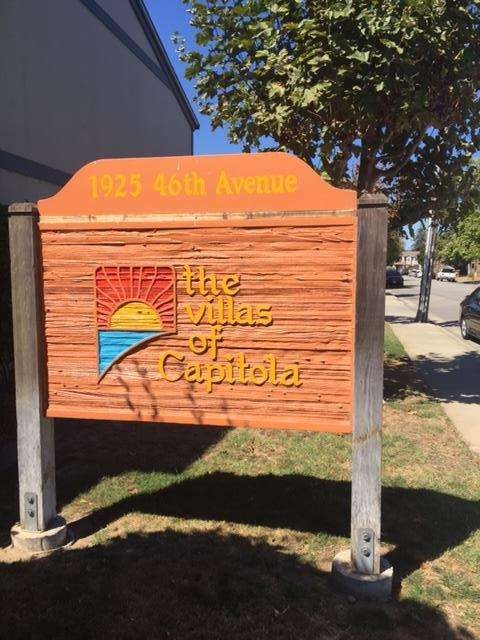 1925 46th Avenue
the
villas
of
Capitola